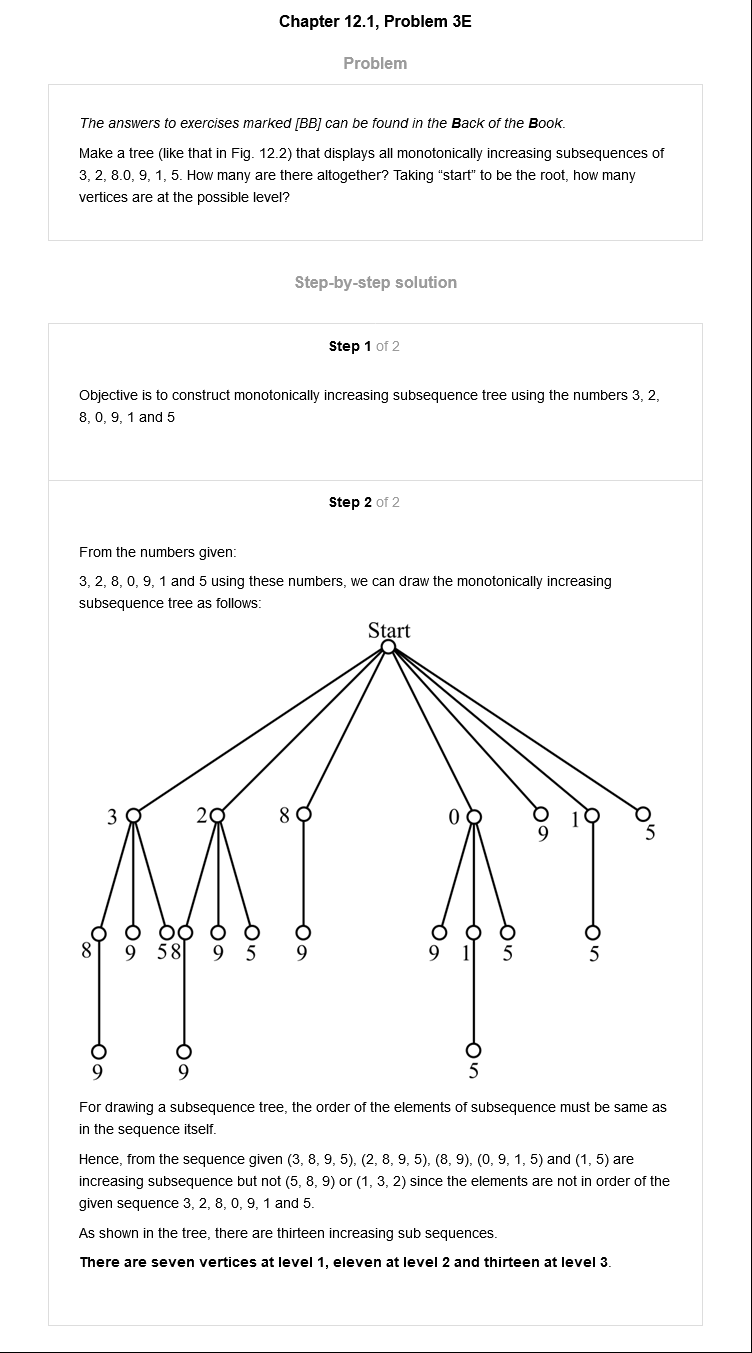 Chapter 12.1, Problem 3E
Problem
The answers to exercises marked [BB] can be found in the Back of the Book.
Make a tree (like that in Fig. 12.2) that displays all monotonically increasing subsequences of
3, 2, 8.0, 9, 1, 5. How many are there altogether? Taking “start” to be the root, how many
vertices are at the possible level?
Step-by-step solution
Step 1 of 2
Objective is to construct monotonically increasing subsequence tree using the numbers 3, 2,
8, 0, 9, 1 and 5
Step 2 of 2
From the numbers given:
3, 2, 8, 0, 9, 1 and 5 using these numbers, we can draw the monotonically increasing
subsequence tree as follows:
Start
3 2 8 0 9 1 5
8 9 5 8 9 5 9 9 1 5 5
9 9 5
For drawing a subsequence tree, the order of the elements of subsequence must be same as
in the sequence itself.
Hence, from the sequence given (3, 8, 9, 5), (2, 8, 9, 5), (8, 9), (0, 9, 1, 5) and (1, 5) are
increasing subsequence but not (5, 8, 9) or (1, 3, 2) since the elements are not in order of the
given sequence 3, 2, 8, 0, 9, 1 and 5.
As shown in the tree, there are thirteen increasing sub sequences.
There are seven vertices at level 1, eleven at level 2 and thirteen at level 3.